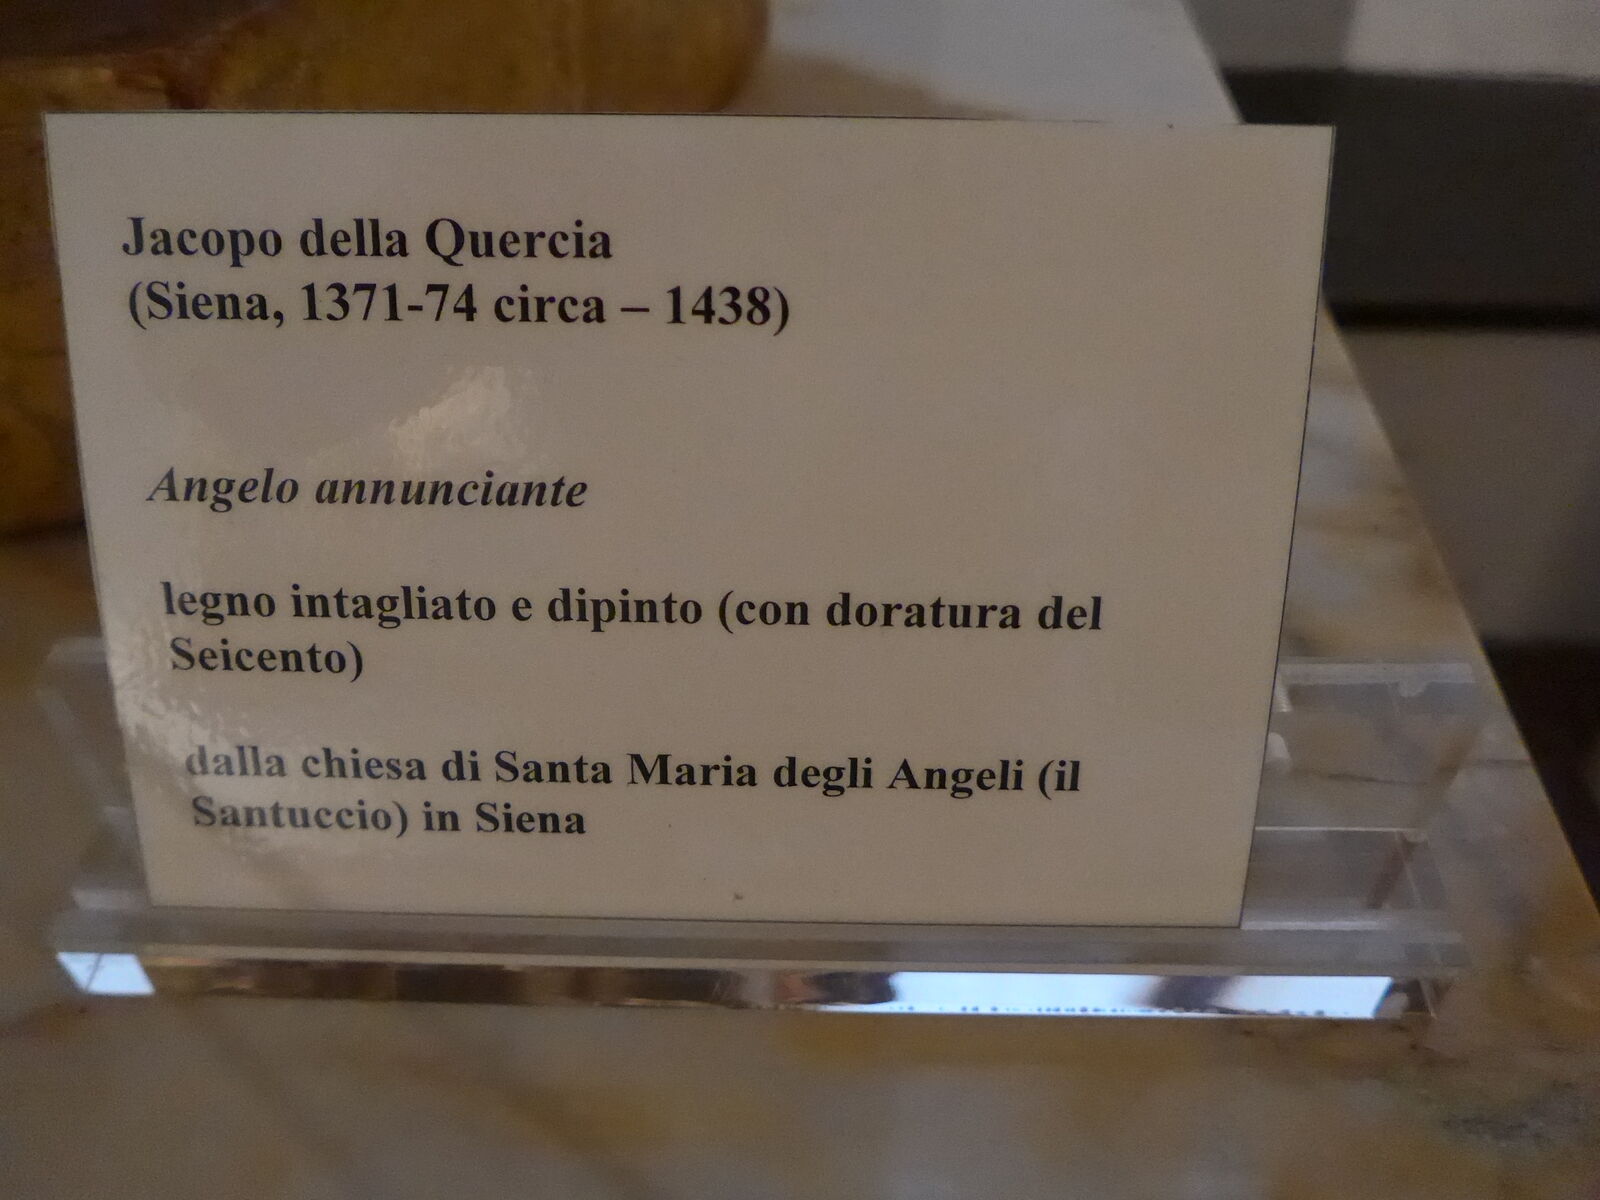 Jacopo della Quercia
(Siena, 1371-74 circa – 1438)
Angelo annunciante
legno intagliato e dipinto (con doratura del
Seicento)
dalla chiesa di Santa Maria degli Angeli (il
Santuccio) in Siena